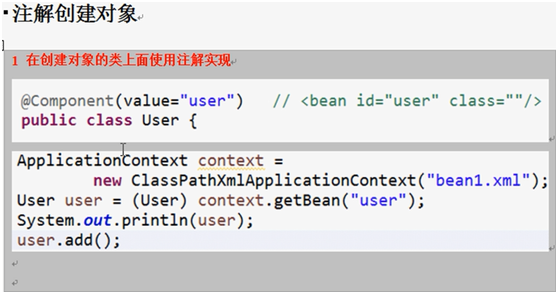 ▪注解创建对象
1 在创建对象的类上面使用注解实现
@Component(value="user") // <bean id="user" class=""/>
public class User {
ApplicationContext context =
new ClassPathXmlApplicationContext("bean1.xml");
User user = (User) context.getBean("user");
System.out.println(user);
user.add();